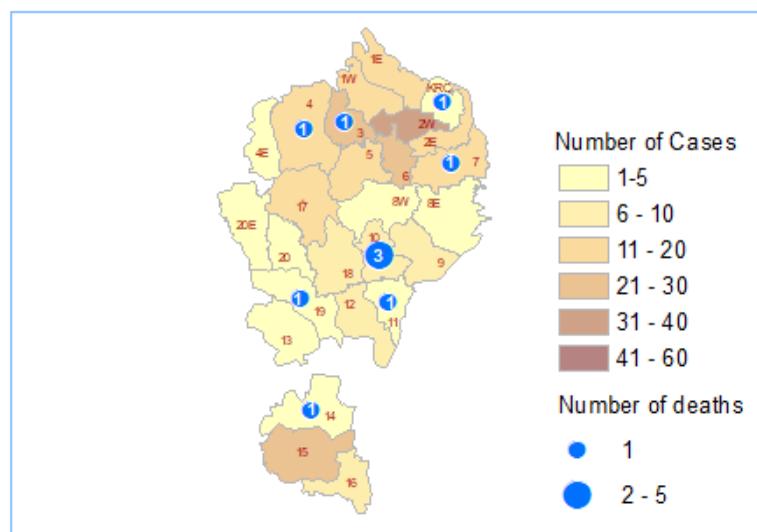 1E
1W
KRC
1
4
1
1
3
2W
2E
4E
5
1
7
6
17
8W
8E
20E
10
20
3
9
18
1
19
12
1
11
13
1
14
15
16
Number of Cases
1-5
6 - 10
11 - 20
21 - 30
31 - 40
41 - 60
Number of deaths
1
2 - 5